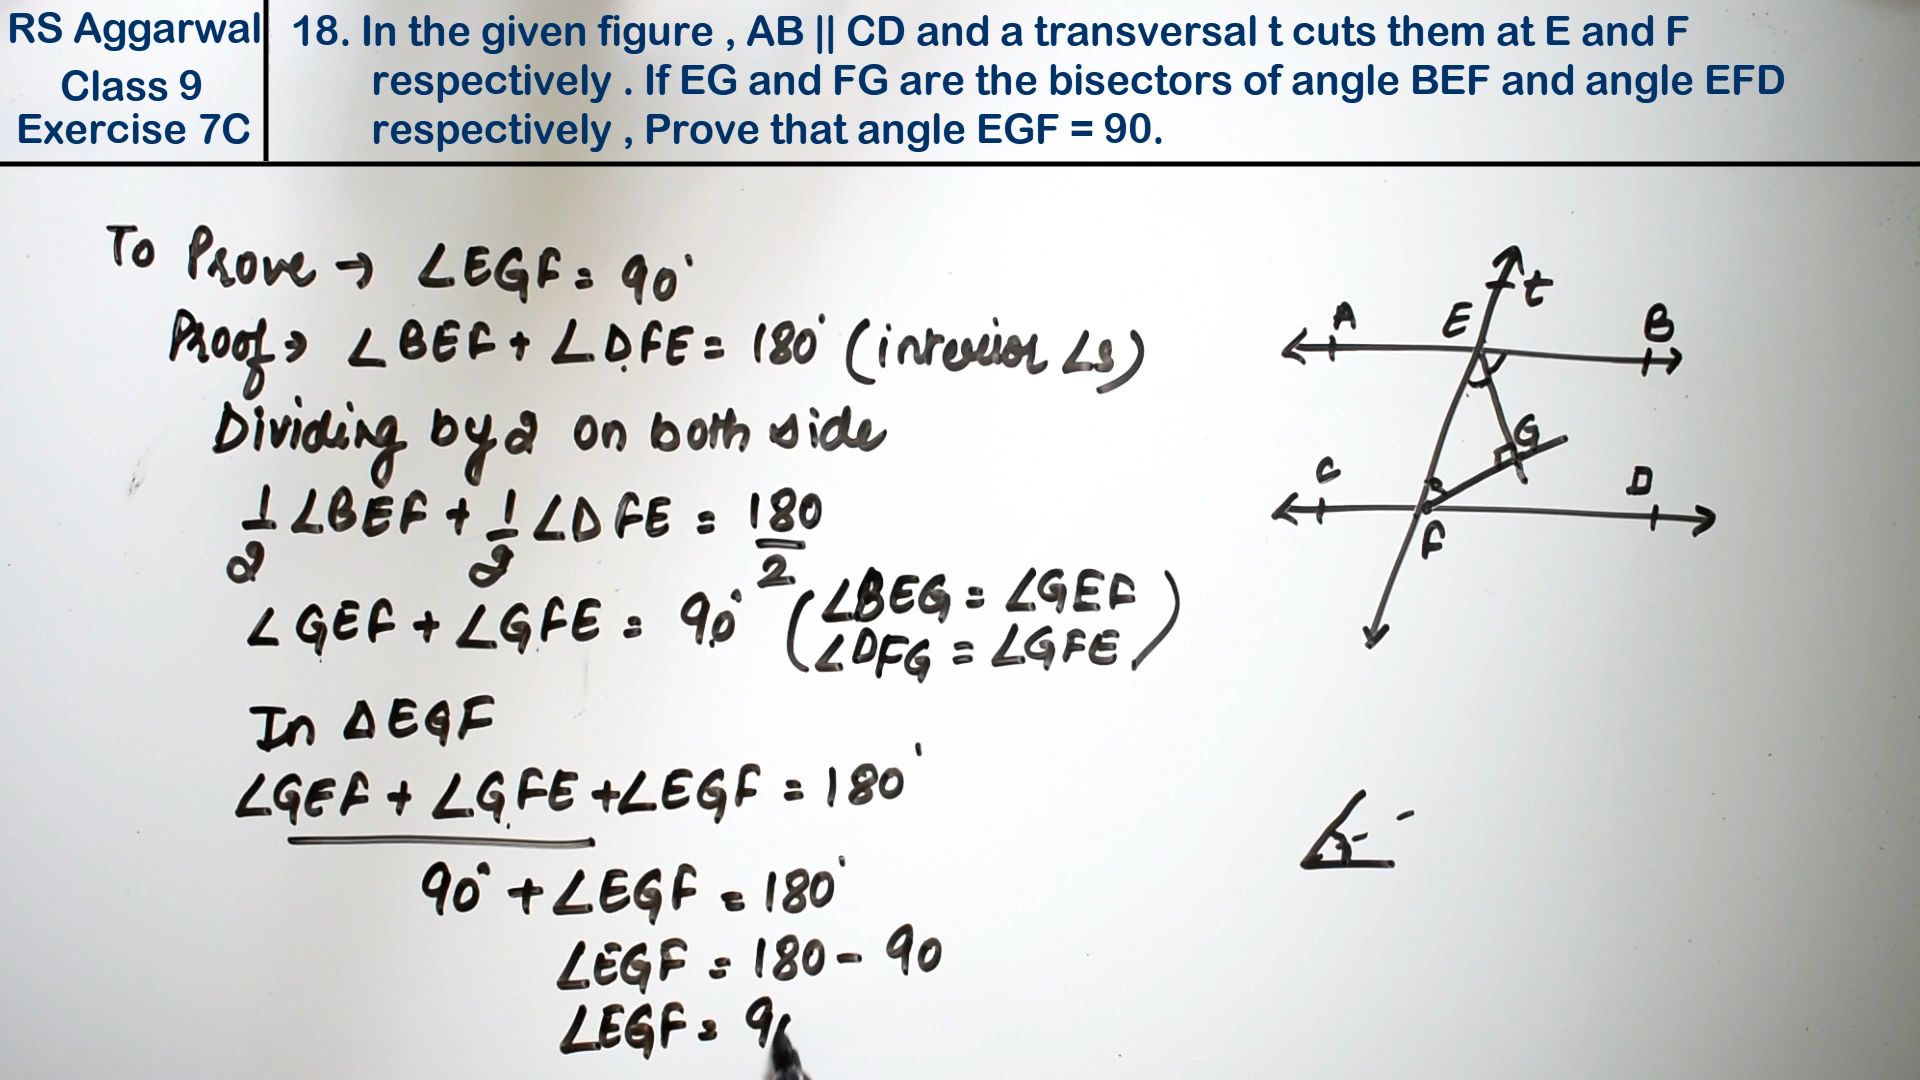 RS Aggarwal
Class 9
Exercise 7C
18. In the given figure , AB || CD and a transversal t cuts them at E and F
respectively . If EG and FG are the bisectors of angle BEF and angle EFD
respectively , Prove that angle EGF = 90.
To Prove → ∠EGF = 90°
Proof → ∠BEF + ∠DFE = 180° (interior ∠s)
Dividing by 2 on both side
1/2 ∠BEF + 1/2 ∠DFE = 180/2
∠GEF + ∠GFE = 90° (∠BEG = ∠GEF
∠DFG = ∠GFE)
In ΔEGF
∠GEF + ∠GFE + ∠EGF = 180°
90° + ∠EGF = 180°
∠EGF = 180 - 90
∠EGF = 9
t
A E B
G
C D
F